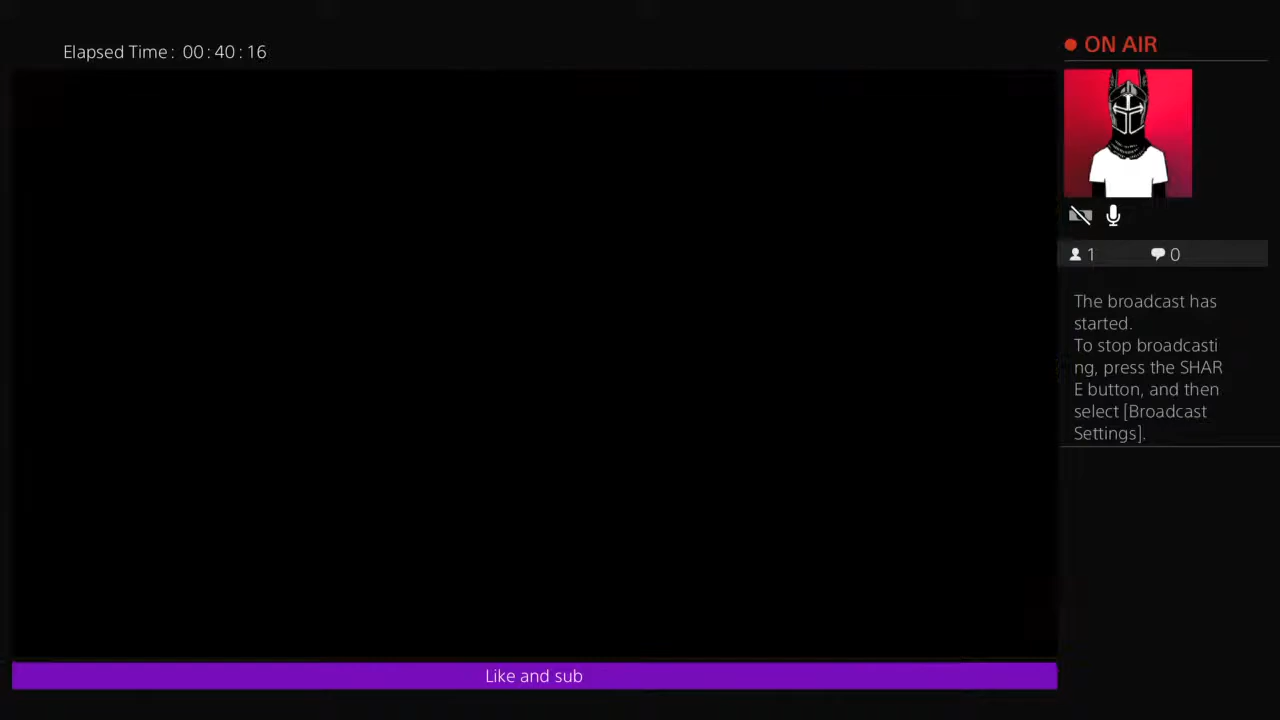 Elapsed Time: 00:40:16
ON AIR
1 0
The broadcast has
started.
To stop broadcasti
ng, press the SHAR
E button, and then
select [Broadcast
Settings].
Like and sub